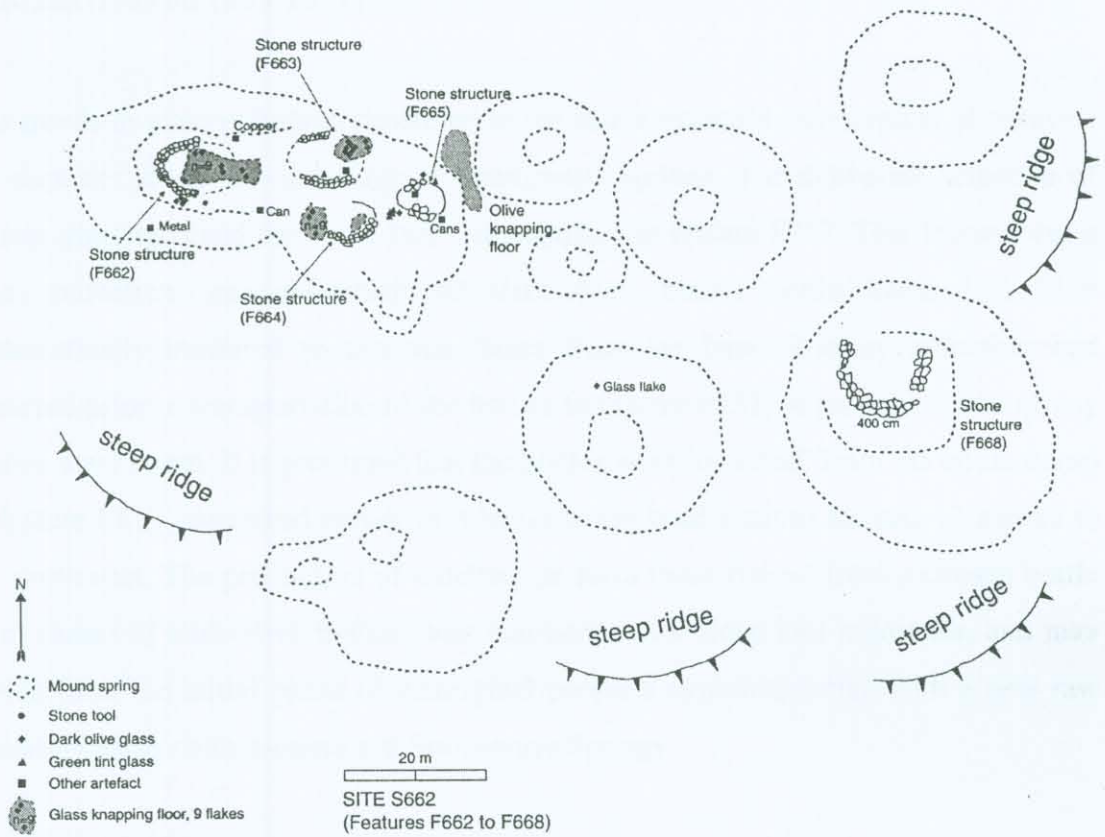 Stone structure
(F663)
Stone structure
(F665)
Copper
Metal
Can
Cans
Olive
knapping
floor
Stone structure
(F662)
Stone structure
(F664)
steep ridge
Glass flake
400 cm
Stone
structure
(F668)
steep ridge
steep ridge
steep ridge
N
Mound spring
Stone tool
Dark olive glass
Green tint glass
Other artefact
Glass knapping floor, 9 flakes
n=9
20 m
SITE S662
(Features F662 to F668)